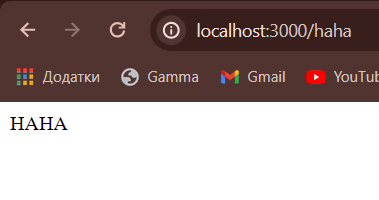 localhost:3000/haha
Додатки Gamma Gmail YouTub
HAHA